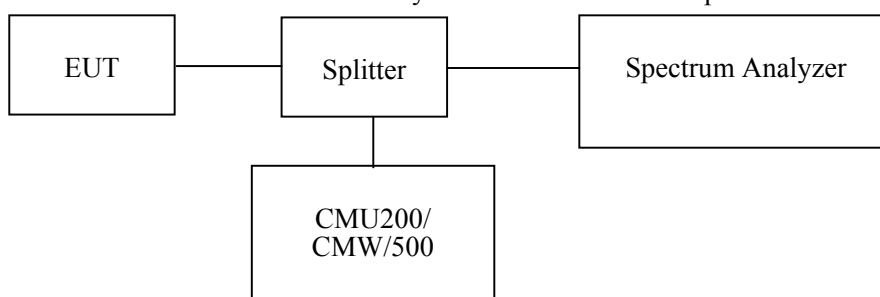 EUT
Splitter
Spectrum Analyzer
CMU200/
CMW/500